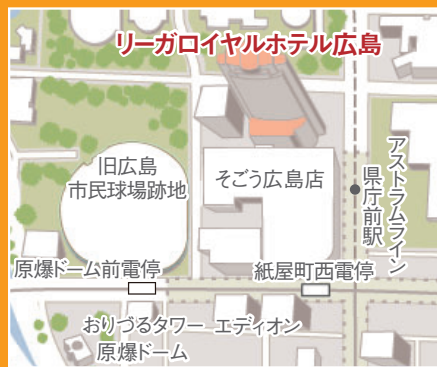 リーガロイヤルホテル広島
旧広島
市民球場跡地
そごう広島店
アストラムライン
県庁前駅
原爆ドーム前電停
紙屋町西電停
おりづるタワー
エディオン
原爆ドーム